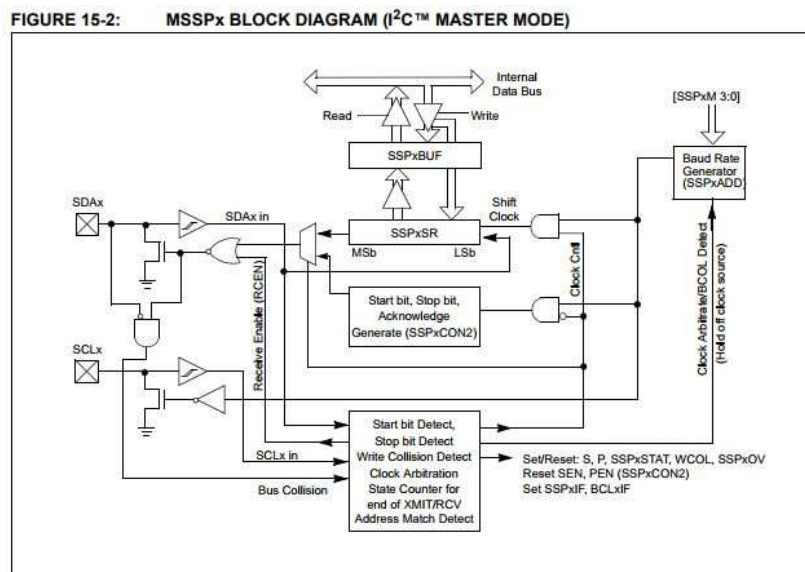 FIGURE 15-2: MSSPx BLOCK DIAGRAM (I²C™ MASTER MODE)
Internal
Data Bus
[SSPxM 3:0]
Read
Write
SSPxBUF
Baud Rate
Generator
(SSPxADD)
SDAx
SDAx in
Shift
Clock
SSPxSR
MSb
LSb
Receive Enable (RCEN)
Start bit, Stop bit,
Acknowledge
Generate (SSPxCON2)
Clock Cntl
Clock Arbitrate/BCOL Detect
(Hold off clock source)
SCLx
SCLx in
Bus Collision
Start bit Detect,
Stop bit Detect
Write Collision Detect
Clock Arbitration
State Counter for
end of XMIT/RCV
Address Match Detect
Set/Reset: S, P, SSPxSTAT, WCOL, SSPxOV
Reset SEN, PEN (SSPxCON2)
Set SSPxIF, BCLxIF